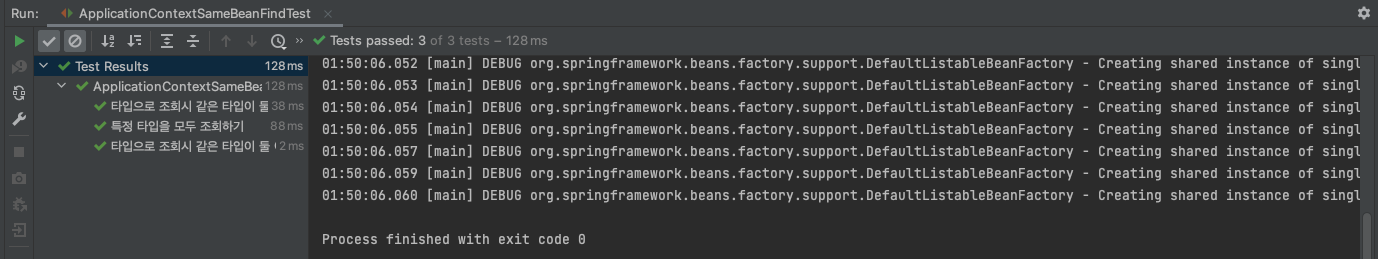 Run: ApplicationContextSameBeanFindTest
Tests passed: 3 of 3 tests – 128 ms
Test Results 128 ms
ApplicationContextSameBea 128 ms
타입으로 조회시 같은 타입이 둘 38 ms
특정 타입을 모두 조회하기 88 ms
타입으로 조회시 같은 타입이 둘 2 ms
01:50:06.052 [main] DEBUG org.springframework.beans.factory.support.DefaultListableBeanFactory - Creating shared instance of singl
01:50:06.053 [main] DEBUG org.springframework.beans.factory.support.DefaultListableBeanFactory - Creating shared instance of singl
01:50:06.054 [main] DEBUG org.springframework.beans.factory.support.DefaultListableBeanFactory - Creating shared instance of singl
01:50:06.055 [main] DEBUG org.springframework.beans.factory.support.DefaultListableBeanFactory - Creating shared instance of singl
01:50:06.057 [main] DEBUG org.springframework.beans.factory.support.DefaultListableBeanFactory - Creating shared instance of singl
01:50:06.059 [main] DEBUG org.springframework.beans.factory.support.DefaultListableBeanFactory - Creating shared instance of singl
01:50:06.060 [main] DEBUG org.springframework.beans.factory.support.DefaultListableBeanFactory - Creating shared instance of singl
Process finished with exit code 0